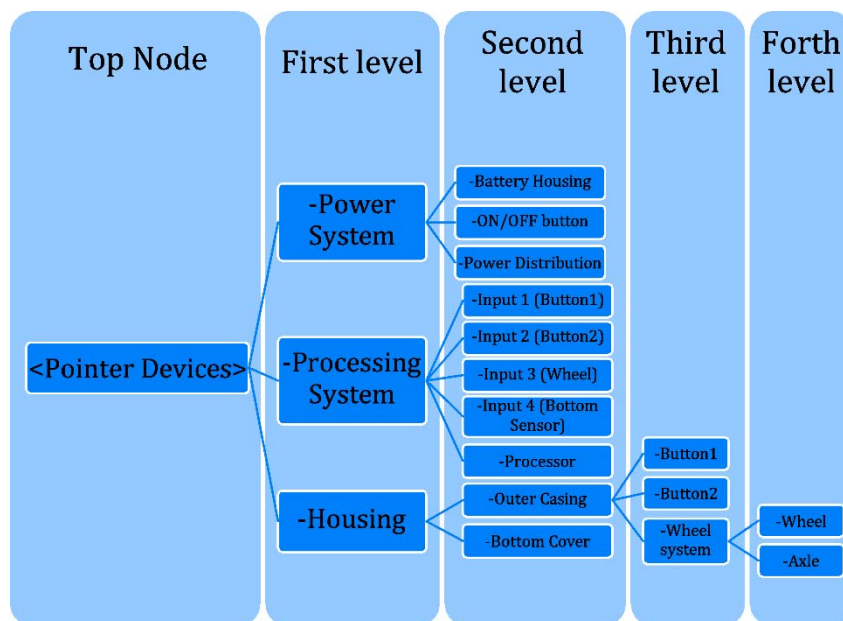 Top Node
First level
Second
level
Third
level
Forth
level
<Pointer Devices>
-Power
System
-Battery Housing
-ON/OFF button
-Power Distribution
-Processing
System
-Input 1 (Button1)
-Input 2 (Button2)
-Input 3 (Wheel)
-Input 4 (Bottom
Sensor)
-Processor
-Housing
-Outer Casing
-Bottom Cover
-Button1
-Button2
-Wheel
system
-Wheel
-Axle